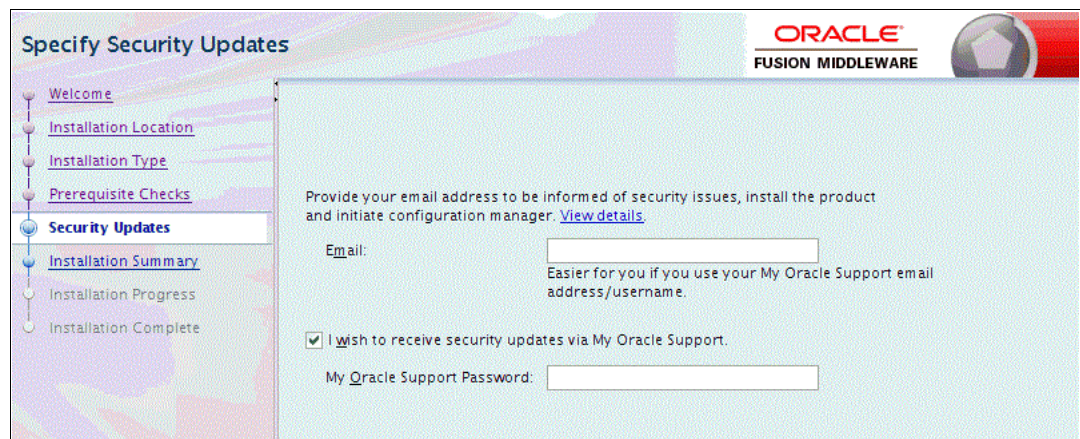 Specify Security Updates
ORACLE
FUSION MIDDLEWARE
Welcome
Installation Location
Installation Type
Prerequisite Checks
Security Updates
Installation Summary
Installation Progress
Installation Complete
Provide your email address to be informed of security issues, install the product
and initiate configuration manager. View details.
Email:
Easier for you if you use your My Oracle Support email
address/username.
I wish to receive security updates via My Oracle Support.
My Oracle Support Password: